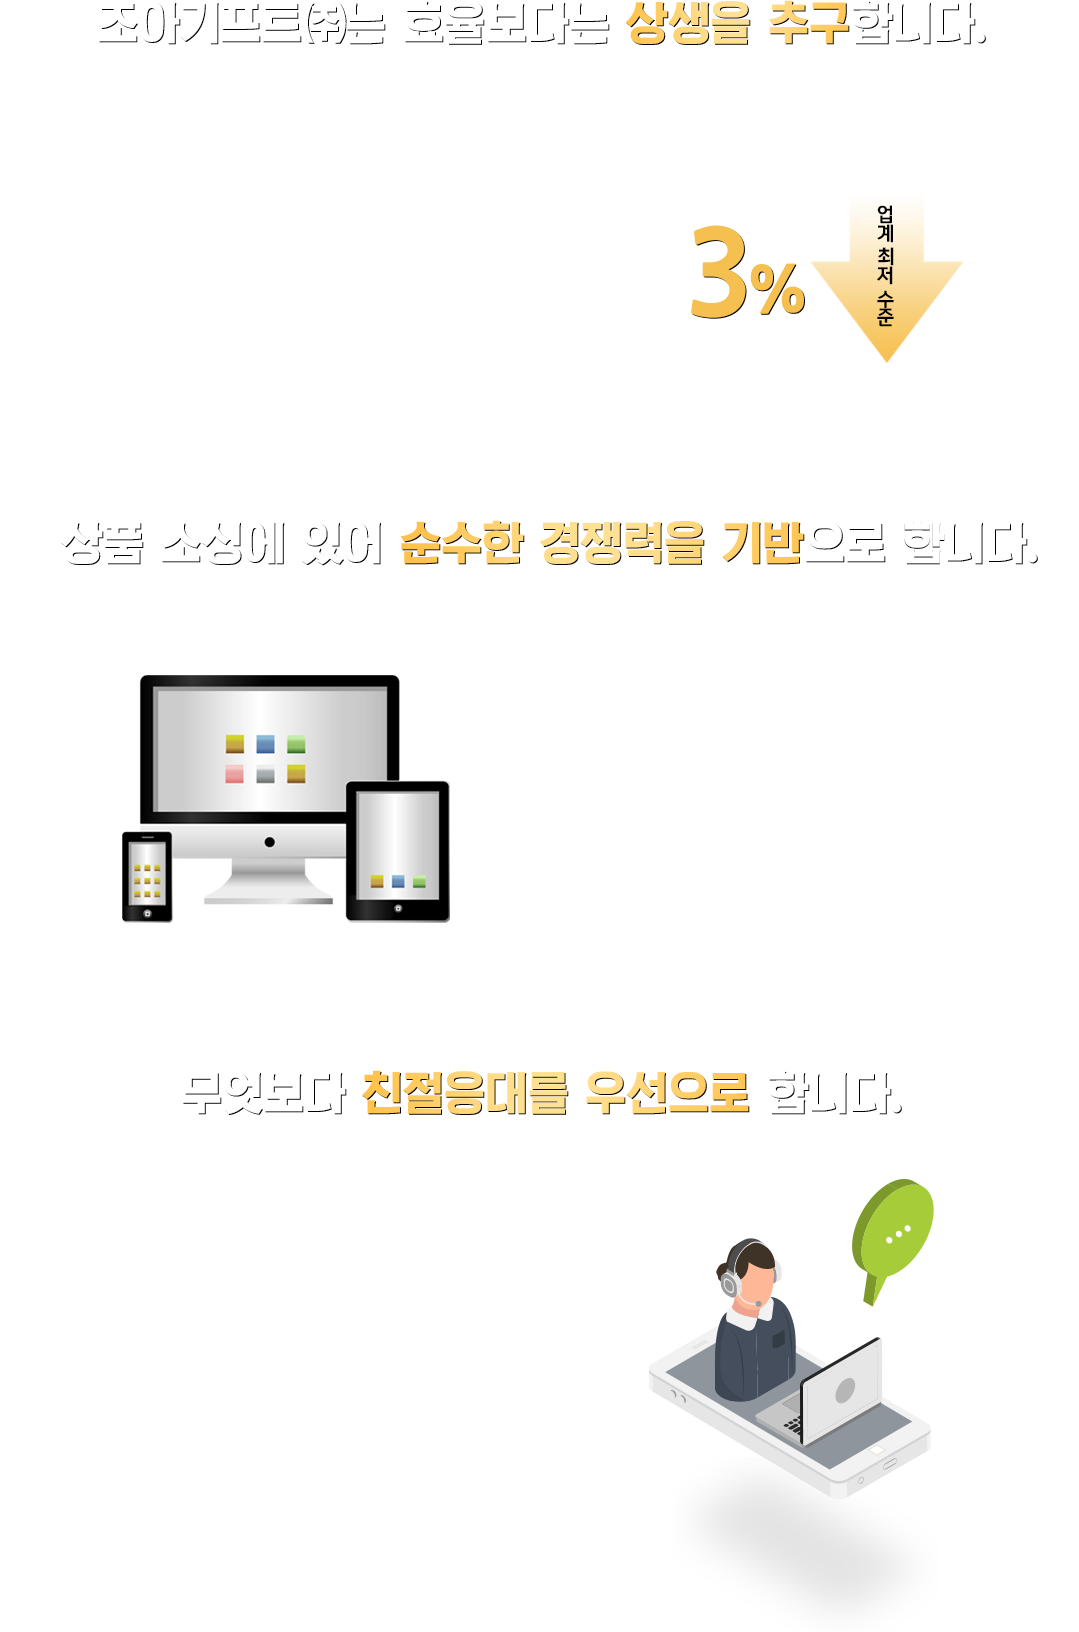 조아기프트㈜는 효율보다는 상생을 추구합니다.
3%
업계 최저 수준
상품 소싱에 있어 순수한 경쟁력을 기반으로 합니다.
무엇보다 친절응대를 우선으로 합니다.